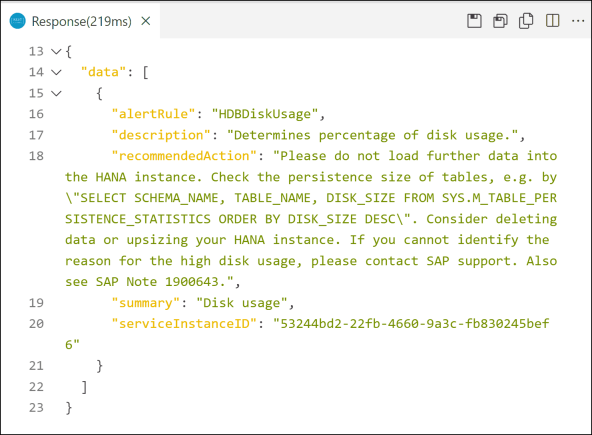 Response(219ms)
13 {
14 "data": [
15 {
16 "alertRule": "HDBDiskUsage",
17 "description": "Determines percentage of disk usage.",
18 "recommendedAction": "Please do not load further data into
the HANA instance. Check the persistence size of tables, e.g. by
\"SELECT SCHEMA_NAME, TABLE_NAME, DISK_SIZE FROM SYS.M_TABLE_PER
SISTENCE_STATISTICS ORDER BY DISK_SIZE DESC\". Consider deleting
data or upsizing your HANA instance. If you cannot identify the
reason for the high disk usage, please contact SAP support. Also
see SAP Note 1900643.",
19 "summary": "Disk usage",
20 "serviceInstanceID": "53244bd2-22fb-4660-9a3c-fb830245bef
6"
21 }
22 ]
23 }